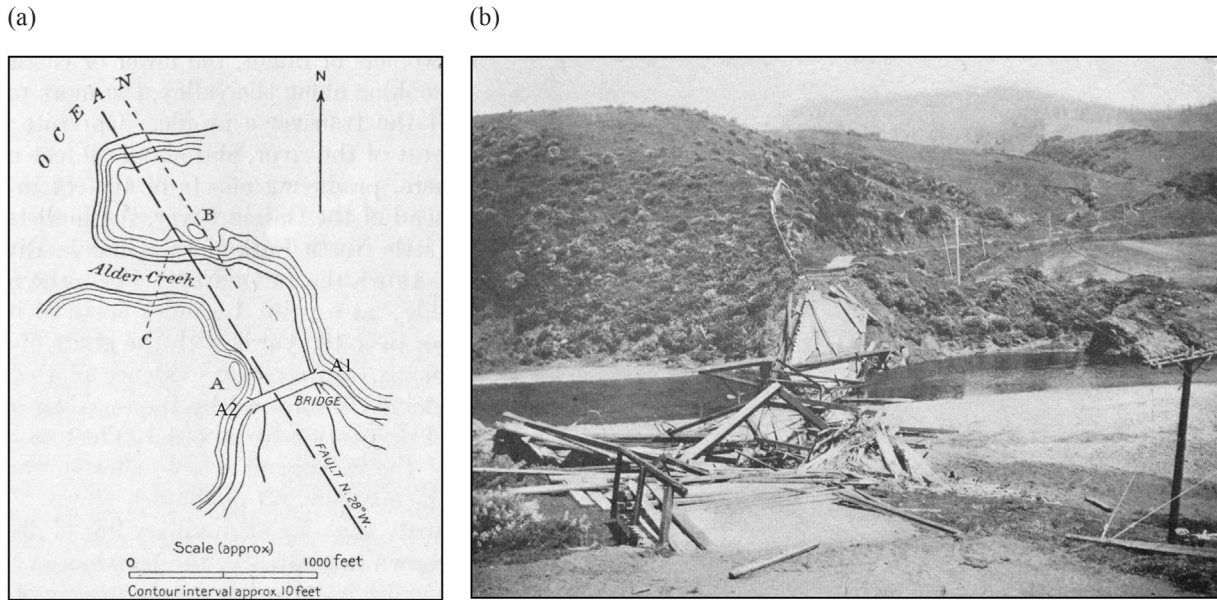 (a)
(b)
OCEAN
N
B
Alder Creek
C
A
A1
A2
BRIDGE
FAULT N.28°W.
Scale (approx)
0
1000 feet
Contour interval approx. 10 feet